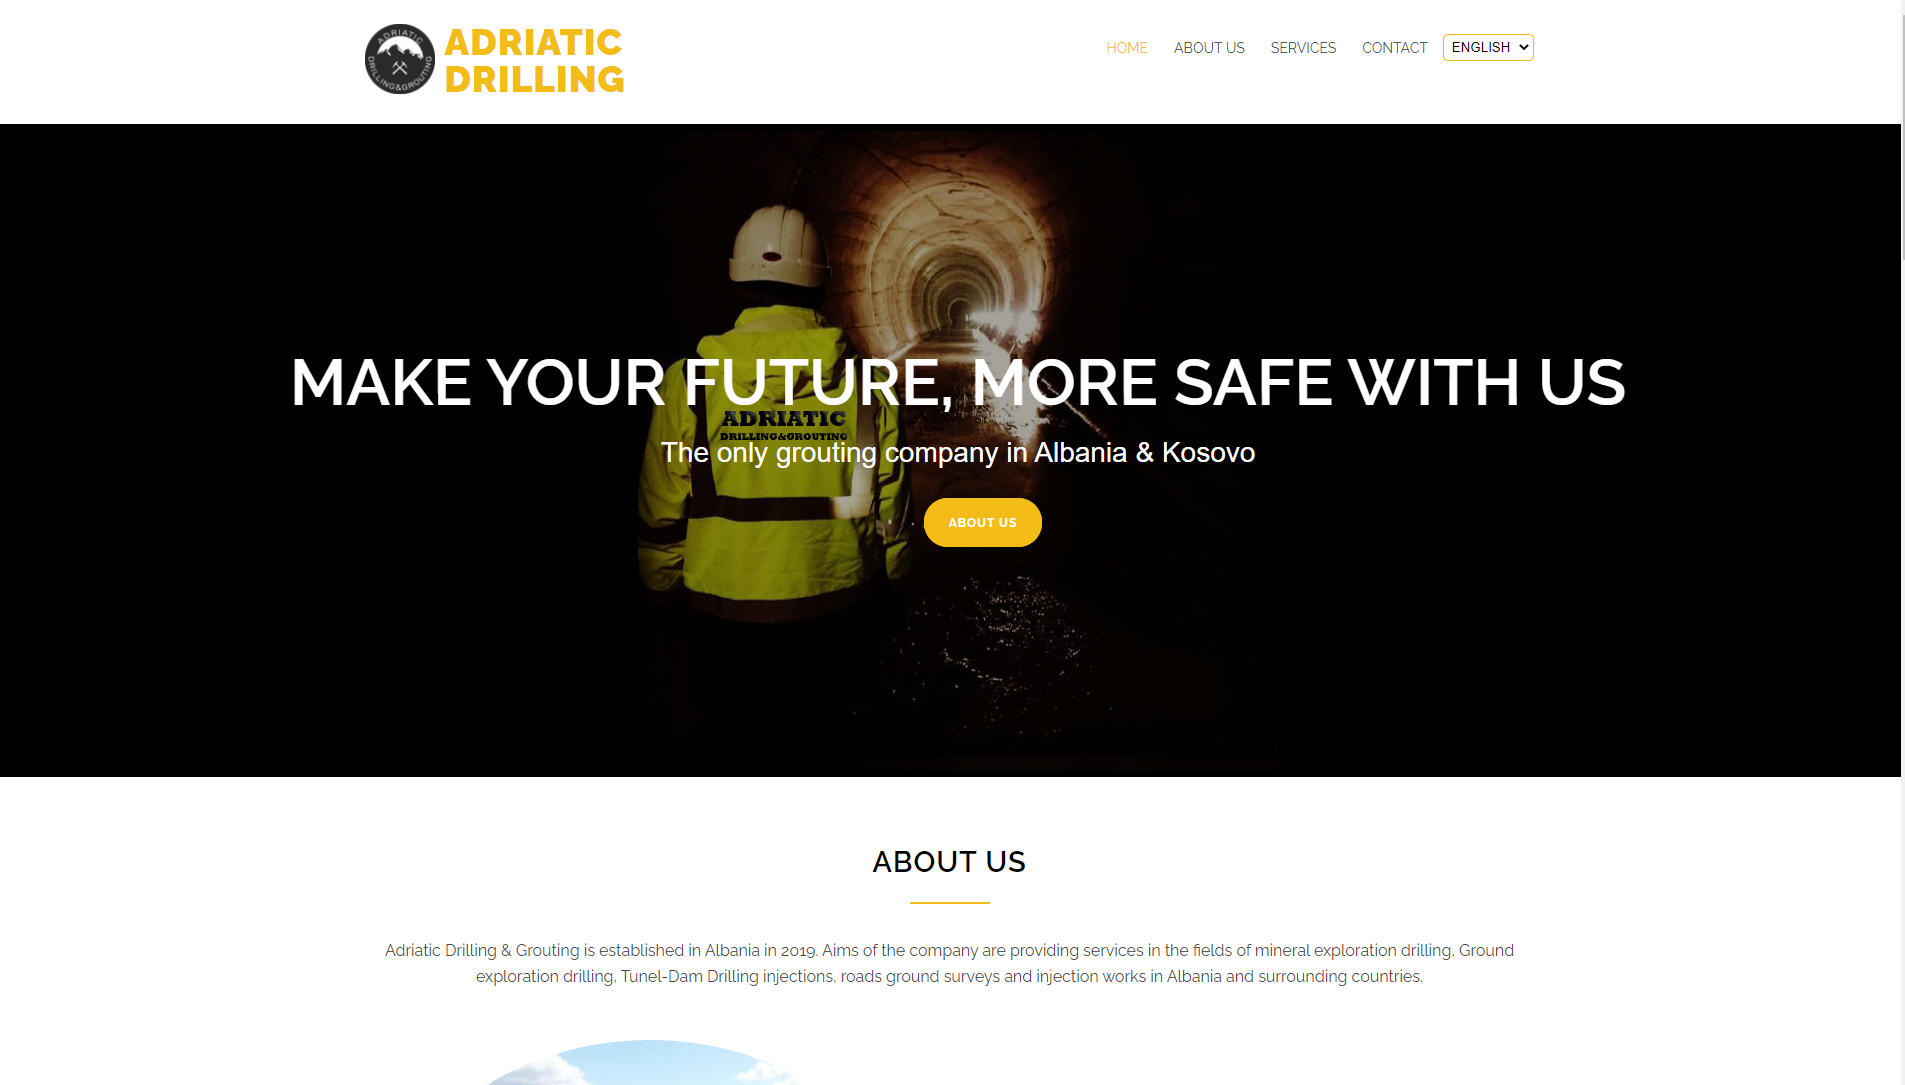 ADRIATIC
DRILLING&GROUTING
ADRIATIC
DRILLING
HOME
ABOUT US
SERVICES
CONTACT
ENGLISH
MAKE YOUR FUTURE, MORE SAFE WITH US
ADRIATIC
DRILLING&GROUTING
The only grouting company in Albania & Kosovo
ABOUT US
ABOUT US
Adriatic Drilling & Grouting is established in Albania in 2019. Aims of the company are providing services in the fields of mineral exploration drilling, Ground
exploration drilling, Tunel-Dam Drilling injections, roads ground surveys and injection works in Albania and surrounding countries.